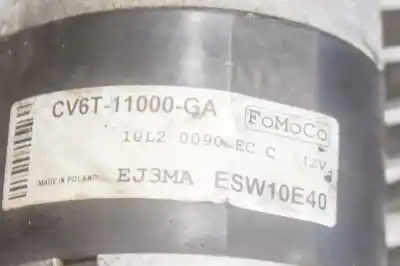 CV6T-11000-GA FoMoCo
10L2 0090 EC C 12V
MADE IN POLAND EJ3MA ESW10E40